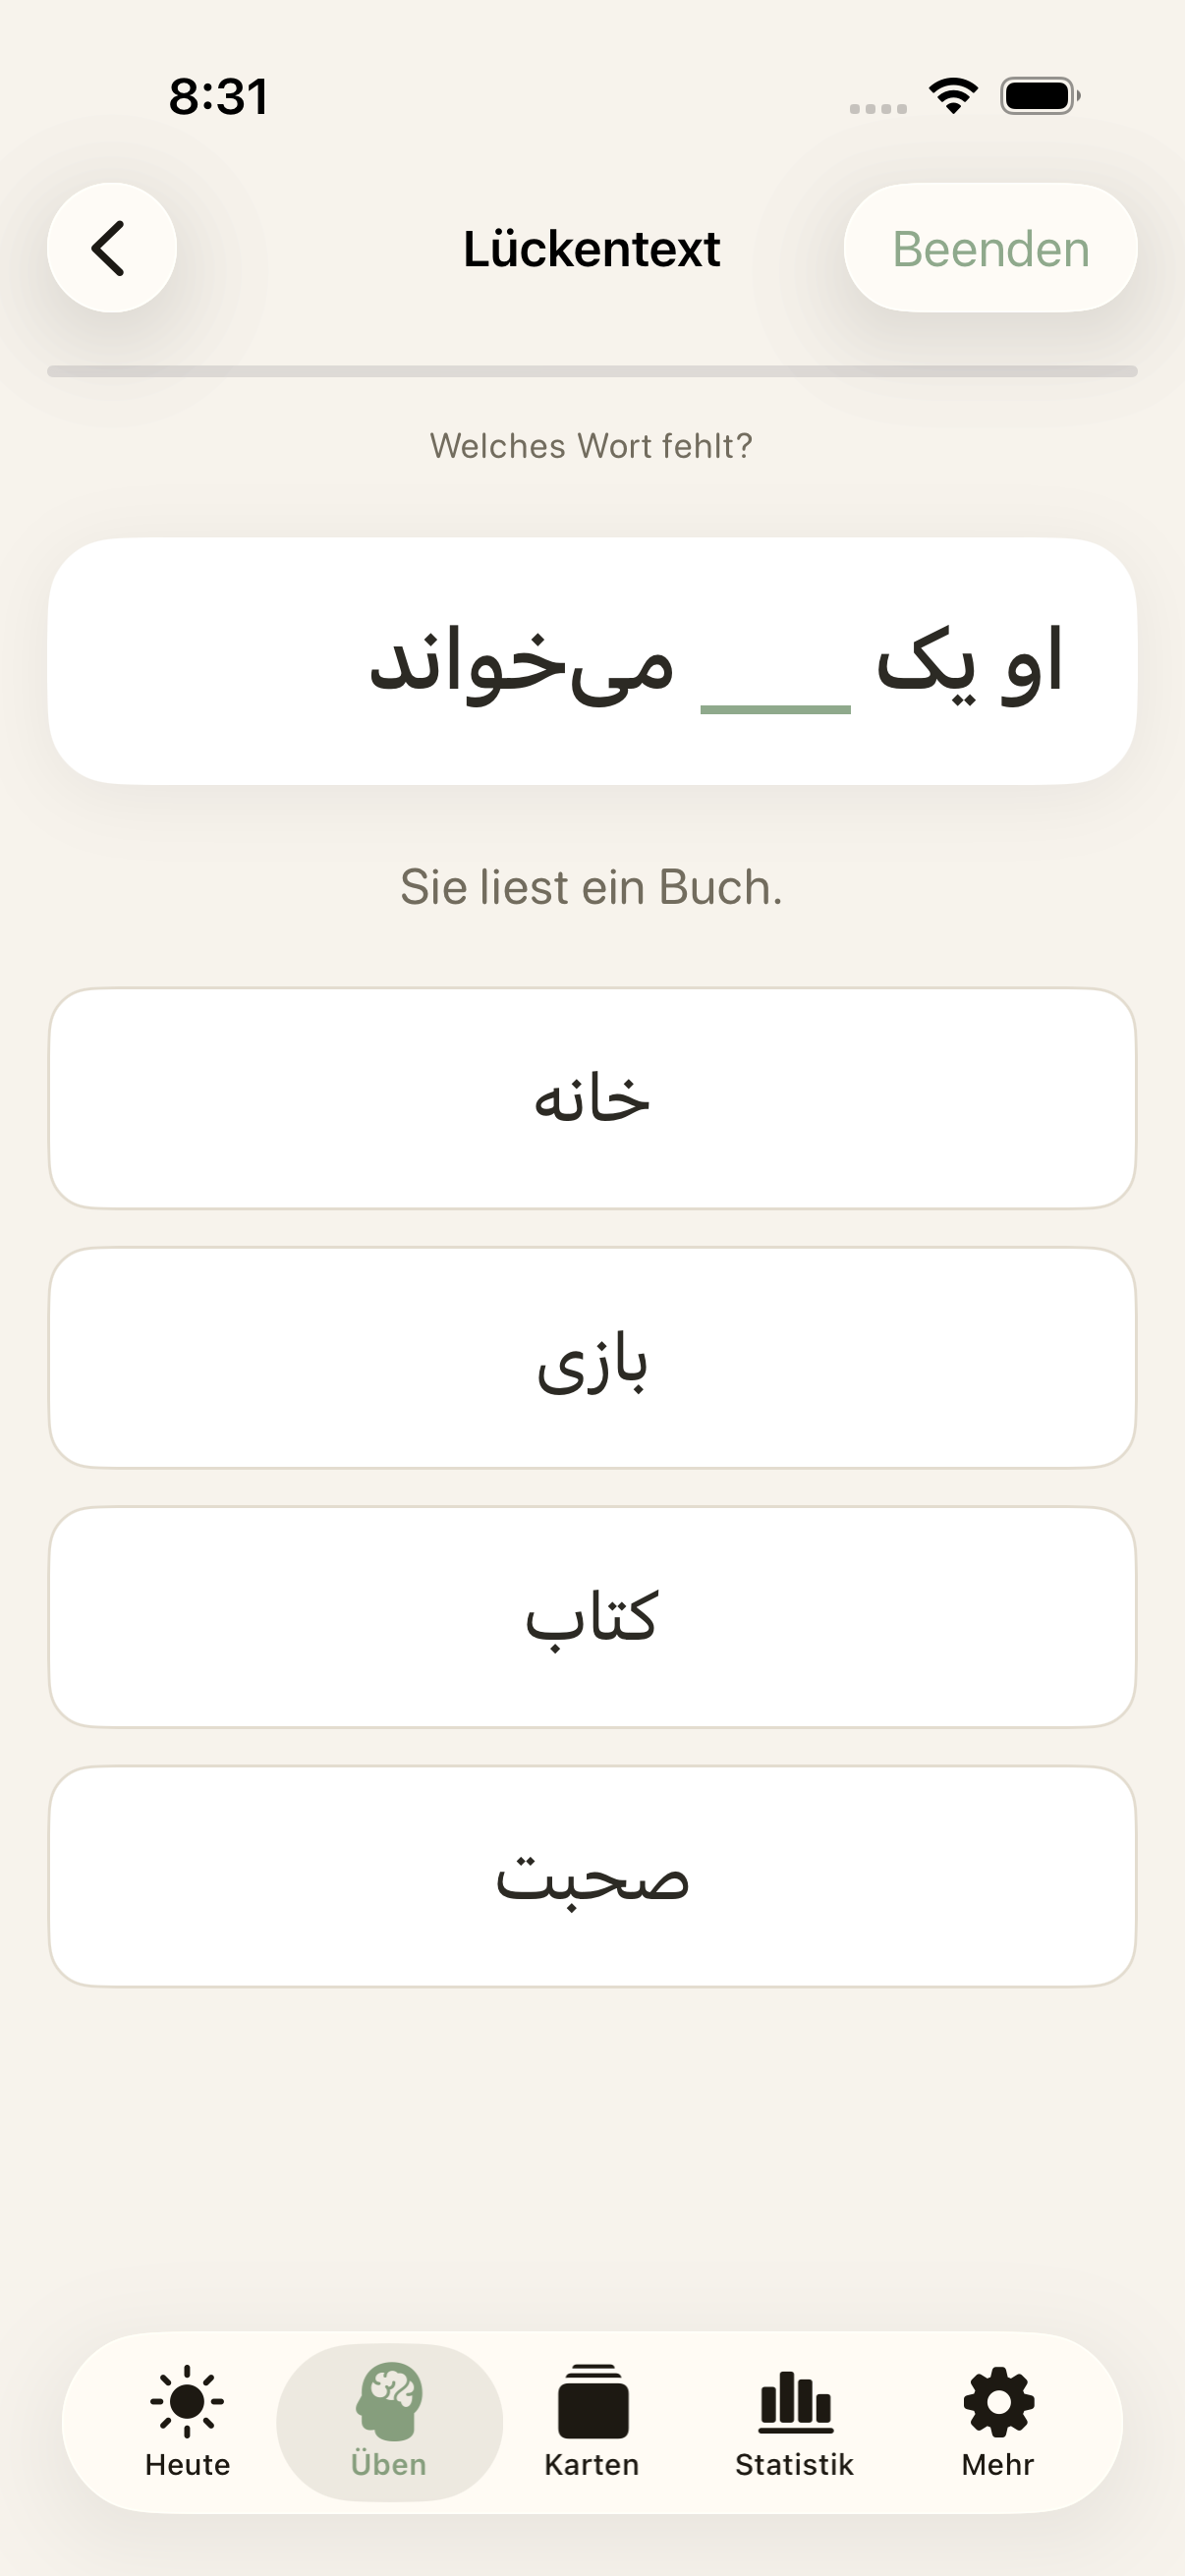 8:31
Lückentext
Beenden
Welches Wort fehlt?
او یک ____ می‌خواند
Sie liest ein Buch.
خانه
بازی
کتاب
صحبت
Heute
Üben
Karten
Statistik
Mehr